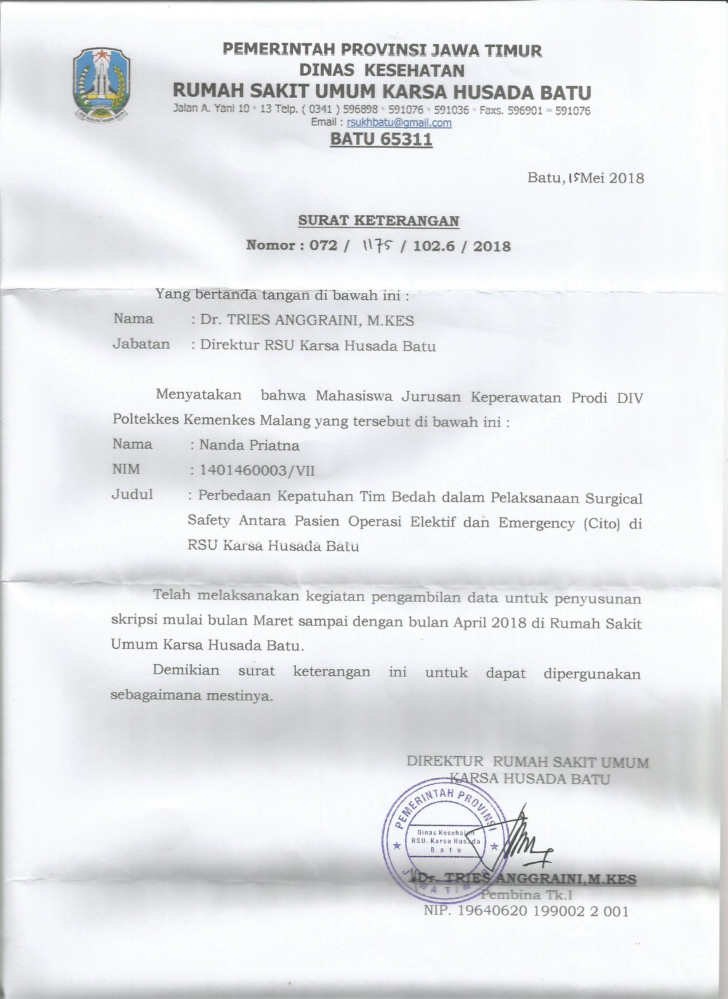 PEMERINTAH PROVINSI JAWA TIMUR
DINAS KESEHATAN
RUMAH SAKIT UMUM KARSA HUSADA BATU
Jalan A. Yani 10 - 13 Telp. ( 0341 ) 596898 - 591076 - 591036 - Faxs. 596901 – 591076
Email : rsukhbatu@gmail.com
BATU 65311
Batu, 15 Mei 2018
SURAT KETERANGAN
Nomor : 072 / 1175 / 102.6 / 2018
Yang bertanda tangan di bawah ini :
Nama : Dr. TRIES ANGGRAINI, M.KES
Jabatan : Direktur RSU Karsa Husada Batu
Menyatakan bahwa Mahasiswa Jurusan Keperawatan Prodi DIV
Poltekkes Kemenkes Malang yang tersebut di bawah ini :
Nama : Nanda Priatna
NIM : 1401460003/VII
Judul : Perbedaan Kepatuhan Tim Bedah dalam Pelaksanaan Surgical
Safety Antara Pasien Operasi Elektif dan Emergency (Cito) di
RSU Karsa Husada Batu
Telah melaksanakan kegiatan pengambilan data untuk penyusunan
skripsi mulai bulan Maret sampai dengan bulan April 2018 di Rumah Sakit
Umum Karsa Husada Batu.
Demikian surat keterangan ini untuk dapat dipergunakan
sebagaimana mestinya.
DIREKTUR RUMAH SAKIT UMUM
KARSA HUSADA BATU
PEMERINTAH PROVINSI
Dinas Kesehatan
RSU. Karsa Husada
Batu
JAWA TIMUR
Dr. TRIES ANGGRAINI,M.KES
Pembina Tk.I
NIP. 19640620 199002 2 001